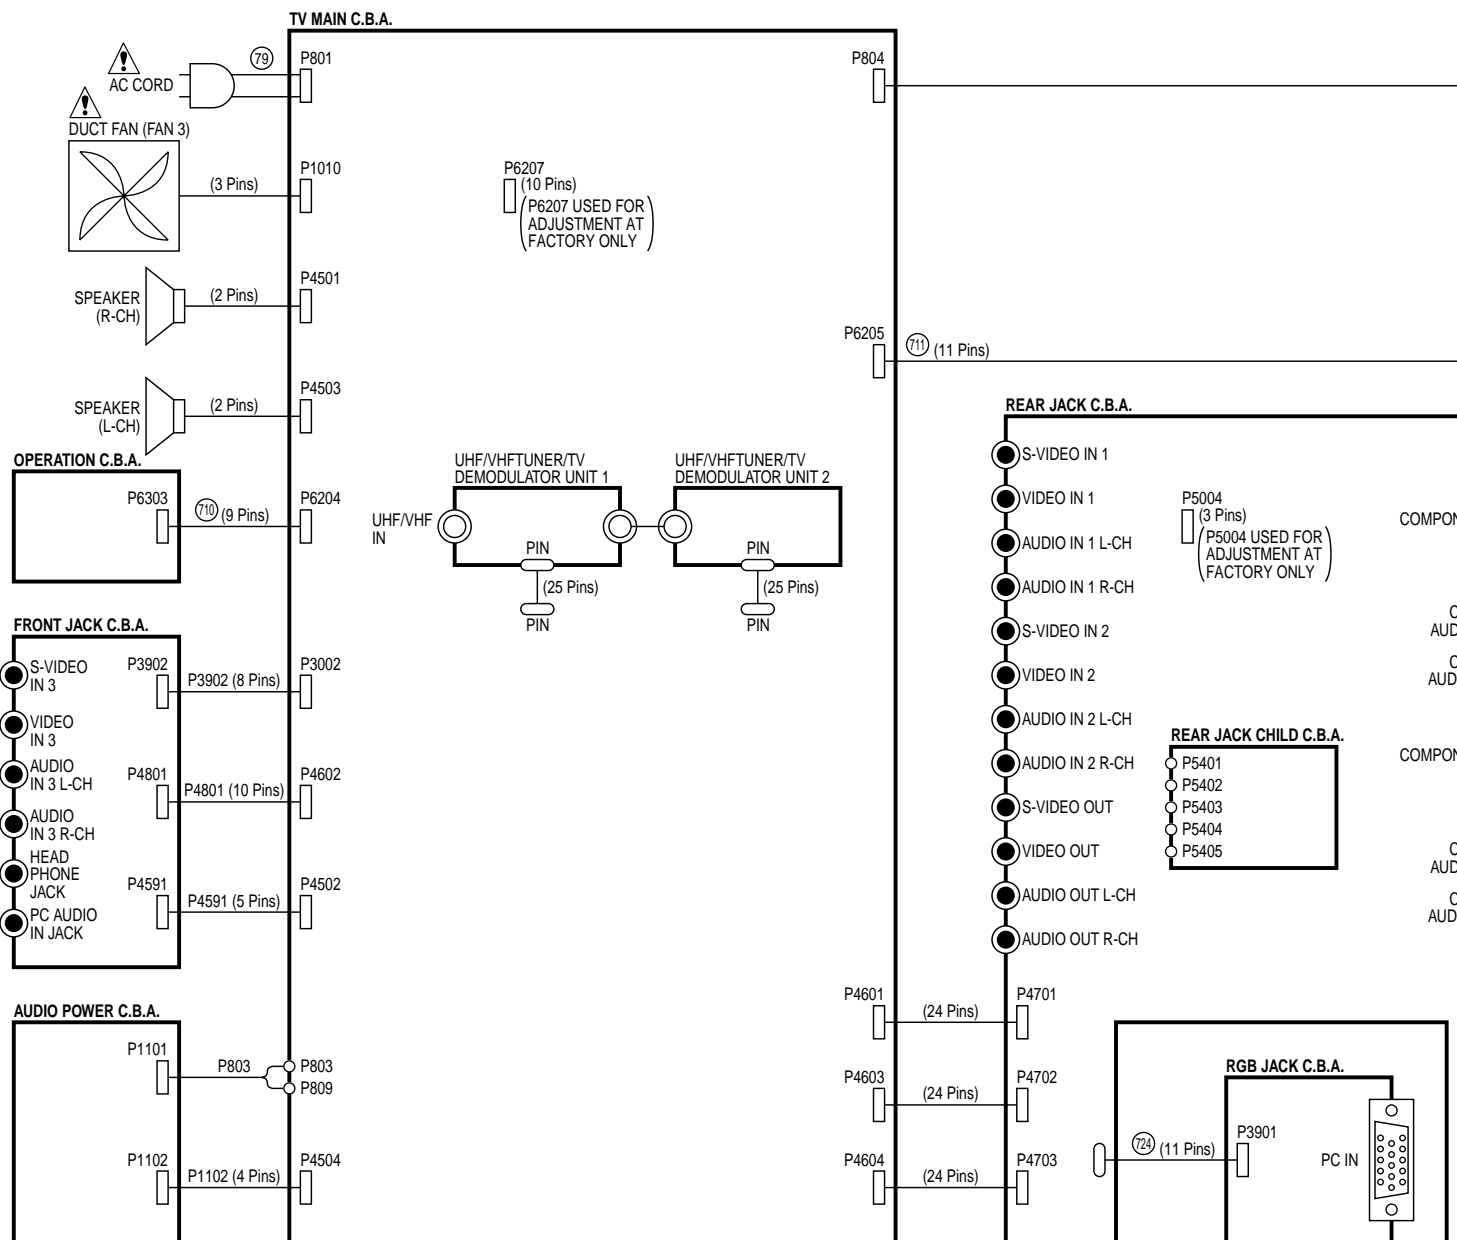 TV MAIN C.B.A.
79
P801
P804
AC CORD
DUCT FAN (FAN 3)
(3 Pins)
P1010
P6207
(10 Pins)
P6207 USED FOR
ADJUSTMENT AT
FACTORY ONLY
SPEAKER
(R-CH)
(2 Pins)
P4501
P6205
711
(11 Pins)
SPEAKER
(L-CH)
(2 Pins)
P4503
OPERATION C.B.A.
P6303
710
(9 Pins)
P6204
UHF/VHF
IN
UHF/VHFTUNER/TV
DEMODULATOR UNIT 1
PIN
(25 Pins)
PIN
UHF/VHFTUNER/TV
DEMODULATOR UNIT 2
PIN
(25 Pins)
PIN
REAR JACK C.B.A.
S-VIDEO IN 1
VIDEO IN 1
AUDIO IN 1 L-CH
AUDIO IN 1 R-CH
S-VIDEO IN 2
VIDEO IN 2
AUDIO IN 2 L-CH
AUDIO IN 2 R-CH
S-VIDEO OUT
VIDEO OUT
AUDIO OUT L-CH
AUDIO OUT R-CH
P5004
(3 Pins)
P5004 USED FOR
ADJUSTMENT AT
FACTORY ONLY
COMPON
C
AUD
C
AUD
REAR JACK CHILD C.B.A.
P5401
P5402
P5403
P5404
P5405
COMPON
C
AUD
C
AUD
FRONT JACK C.B.A.
S-VIDEO
IN 3
VIDEO
IN 3
AUDIO
IN 3 L-CH
AUDIO
IN 3 R-CH
HEAD
PHONE
JACK
PC AUDIO
IN JACK
P3902
P3902 (8 Pins)
P3002
P4801
P4801 (10 Pins)
P4602
P4591
P4591 (5 Pins)
P4502
AUDIO POWER C.B.A.
P1101
P803
P803
P809
P1102
P1102 (4 Pins)
P4504
P4601
(24 Pins)
P4701
P4603
(24 Pins)
P4702
P4604
(24 Pins)
P4703
RGB JACK C.B.A.
724
(11 Pins)
P3901
PC IN